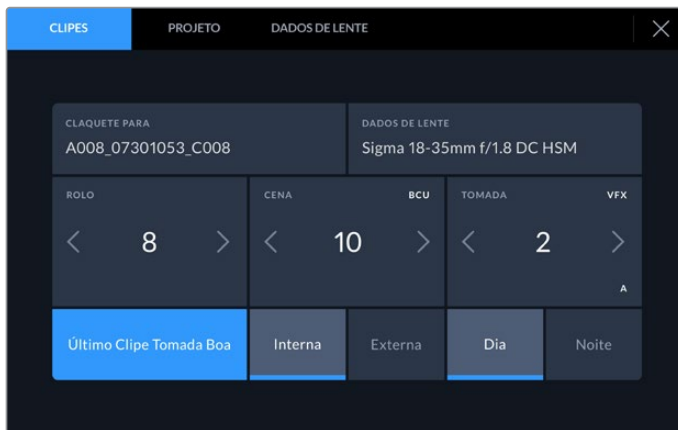 CLIPES PROJETO DADOS DE LENTE
CLAQUETE PARA DADOS DE LENTE
A008_07301053_C008 Sigma 18-35mm f/1.8 DC HSM
ROLO CENA BCU TOMADA VFX
8 10 2
A
Último Clipe Tomada Boa Interna Externa Dia Noite